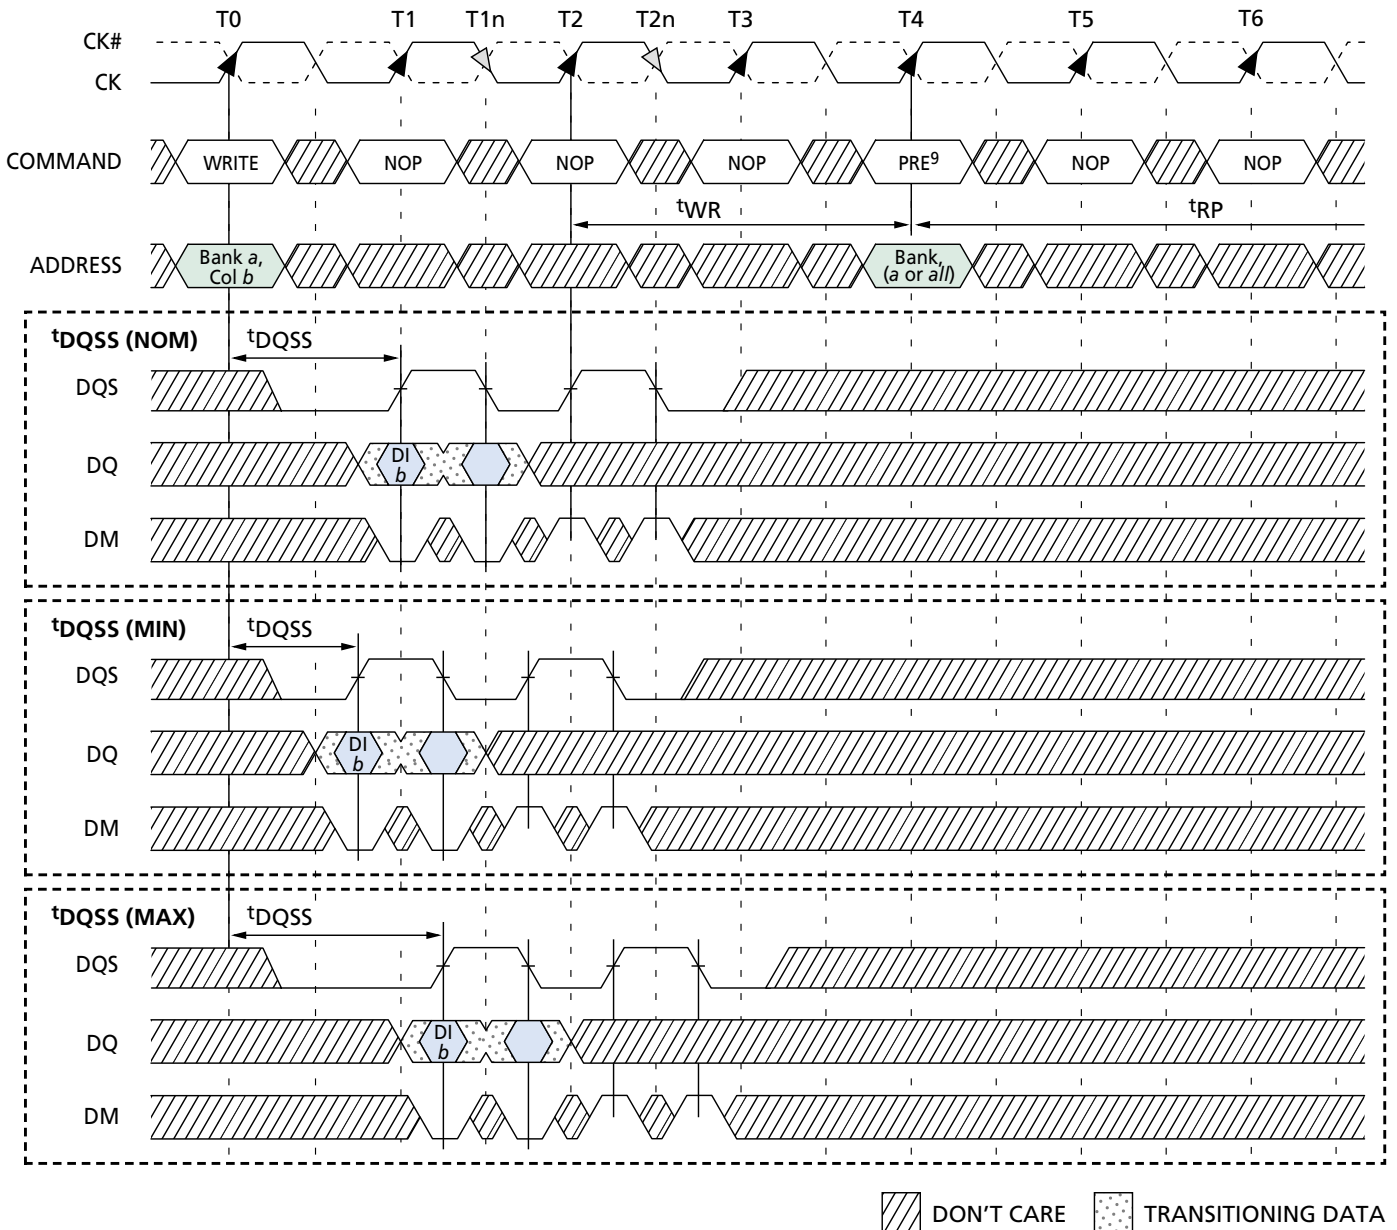 T0 T1 T1n T2 T2n T3 T4 T5 T6
CK#
CK
COMMAND WRITE NOP NOP NOP PRE9 NOP NOP
tWR tRP
ADDRESS Bank a, Col b Bank, (a or all)
tDQSS (NOM) tDQSS
DQS
DQ DI b
DM
tDQSS (MIN) tDQSS
DQS
DQ DI b
DM
tDQSS (MAX) tDQSS
DQS
DQ DI b
DM
DON'T CARE TRANSITIONING DATA